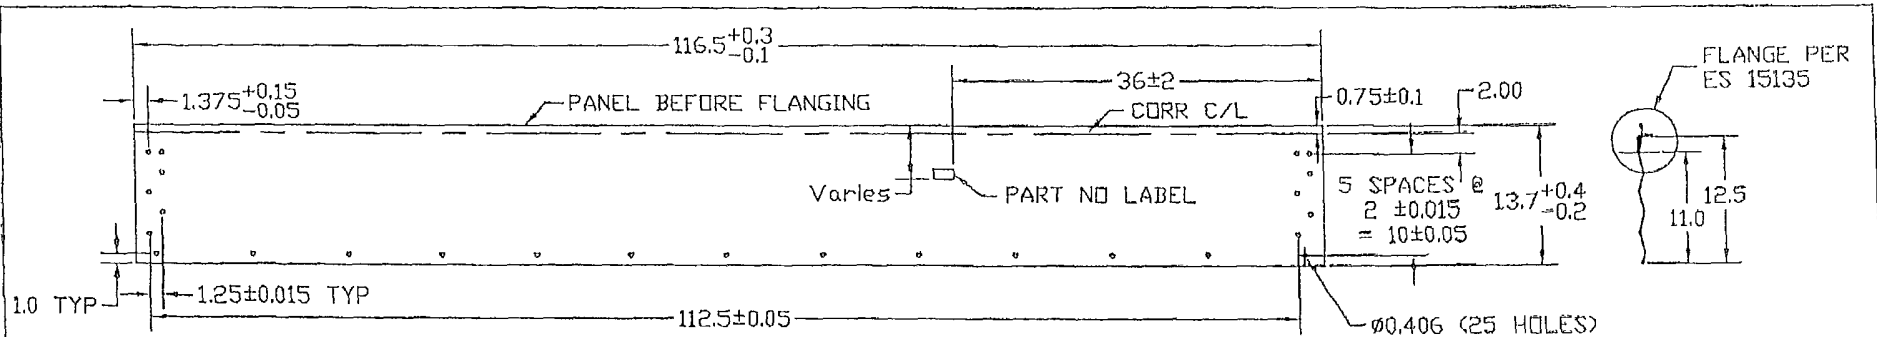 116.5 +0.3 -0.1
FLANGE PER
ES 15135
36±2
1.375 +0.15 -0.05
PANEL BEFORE FLANGING
CORR C/L
0.75±0.1
2.00
Varies
PART NO LABEL
5 SPACES @
2 ±0.015
= 10±0.05
13.7 +0.4 -0.2
12.5
11.0
1.0 TYP
1.25±0.015 TYP
112.5±0.05
Ø0.406 (25 HOLES)